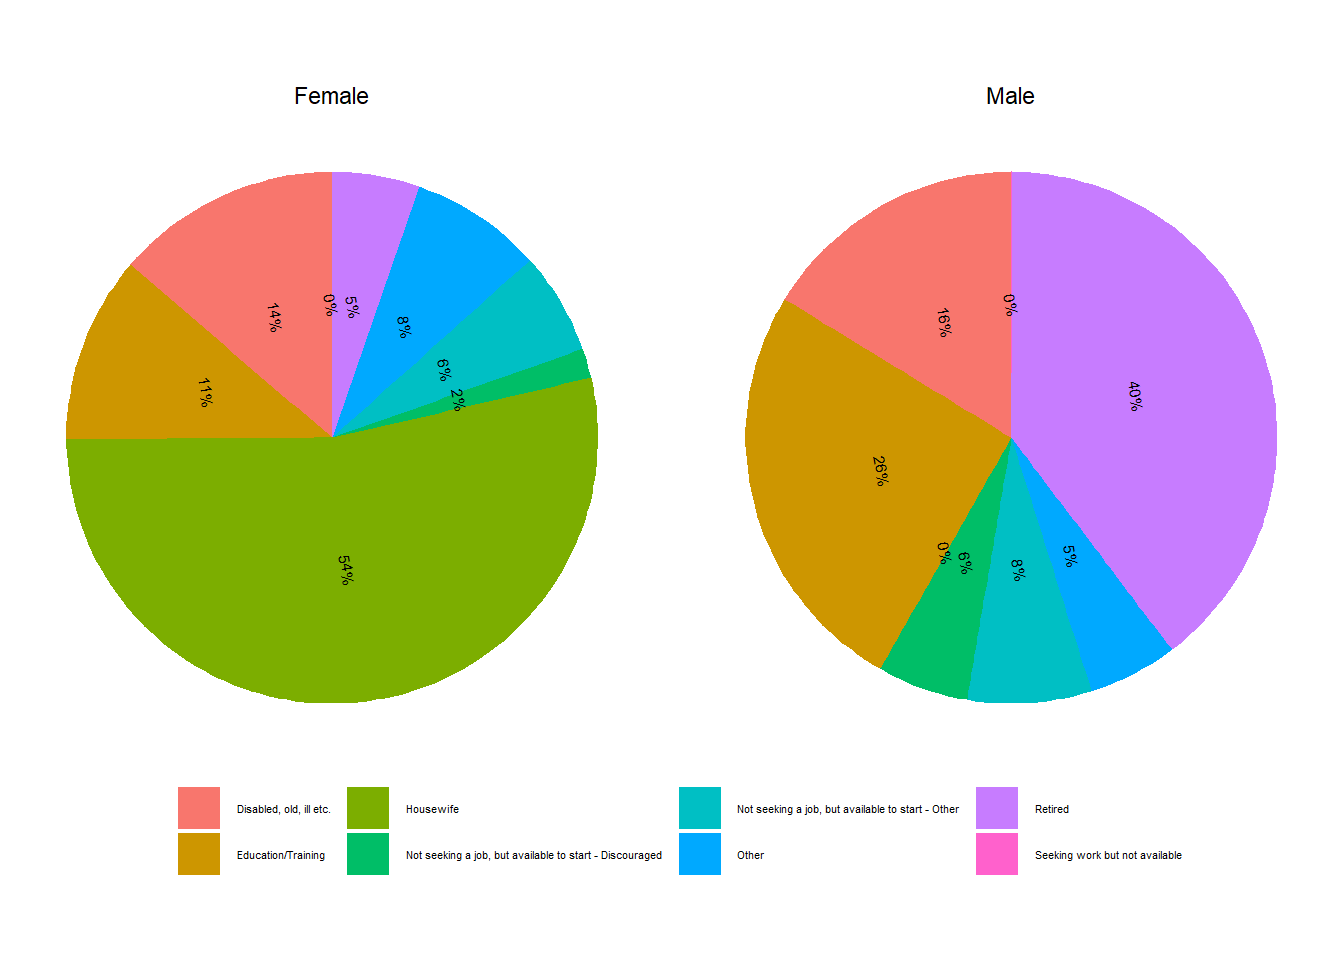 Female
Male
0%
5%
8%
14%
6%
11%
2%
54%
0%
16%
40%
26%
0%
6%
8%
5%
Disabled, old, ill etc.
Housewife
Not seeking a job, but available to start - Other
Retired
Education/Training
Not seeking a job, but available to start - Discouraged
Other
Seeking work but not available